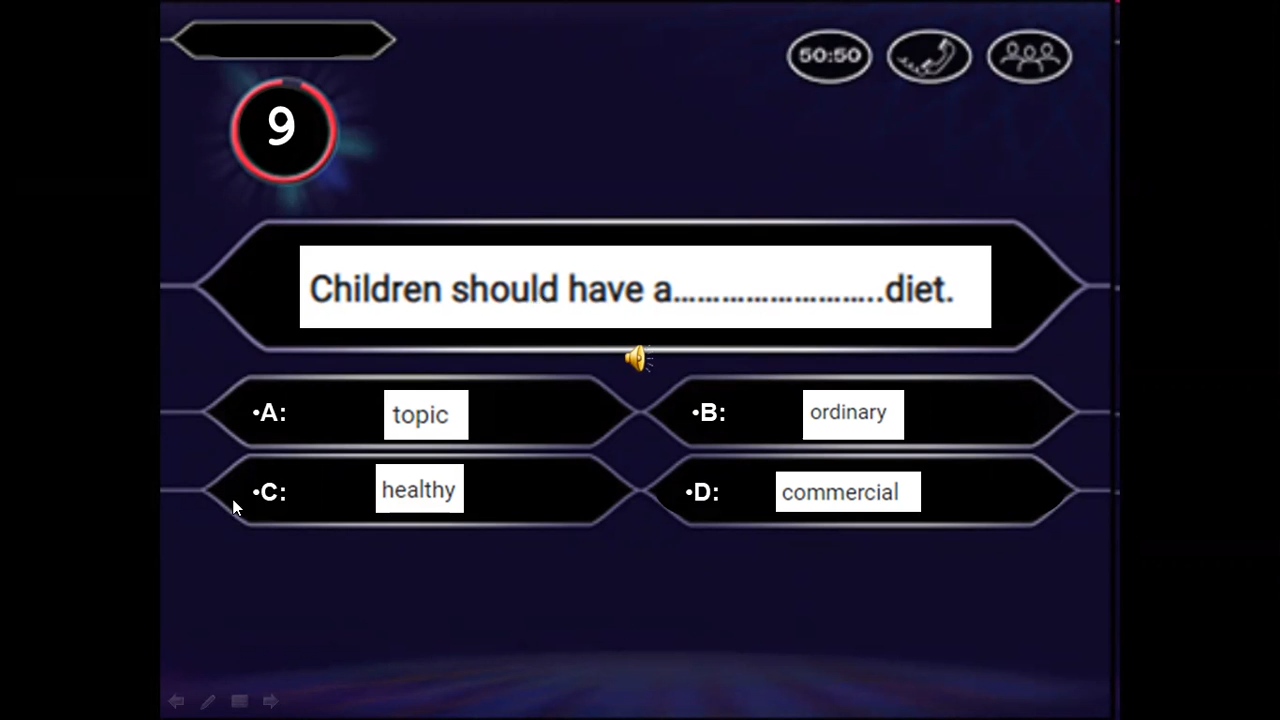 50:50
9
Children should have a……………………..diet.
•A: topic
•B: ordinary
•C: healthy
•D: commercial